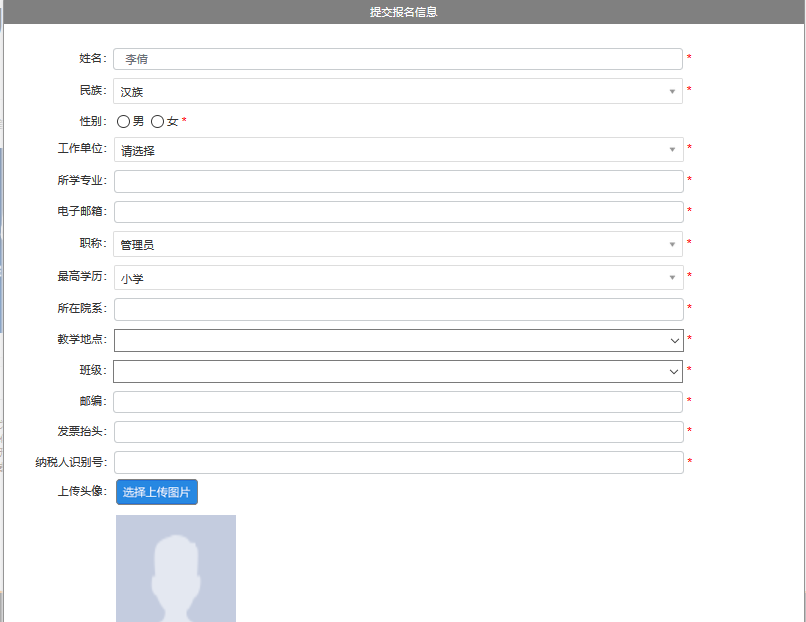 提交报名信息
姓名: 李倩 *
民族: 汉族 *
性别: 男 女 *
工作单位: 请选择 *
所学专业: *
电子邮箱: *
职称: 管理员 *
最高学历: 小学 *
所在院系: *
教学地点: *
班级: *
邮编: *
发票抬头: *
纳税人识别号: *
上传头像: 选择上传图片